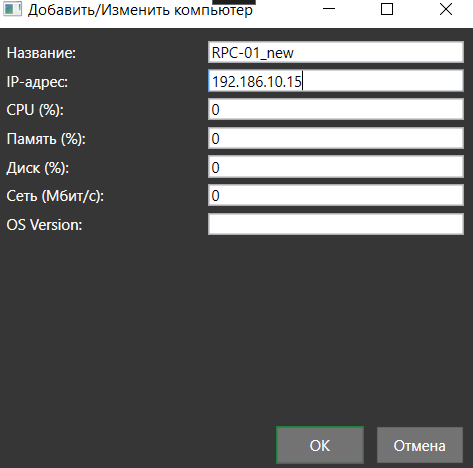 Добавить/Изменить компьютер
Название: RPC-01_new
IP-адрес: 192.186.10.15
CPU (%): 0
Память (%): 0
Диск (%): 0
Сеть (Мбит/с): 0
OS Version:
OK Отмена